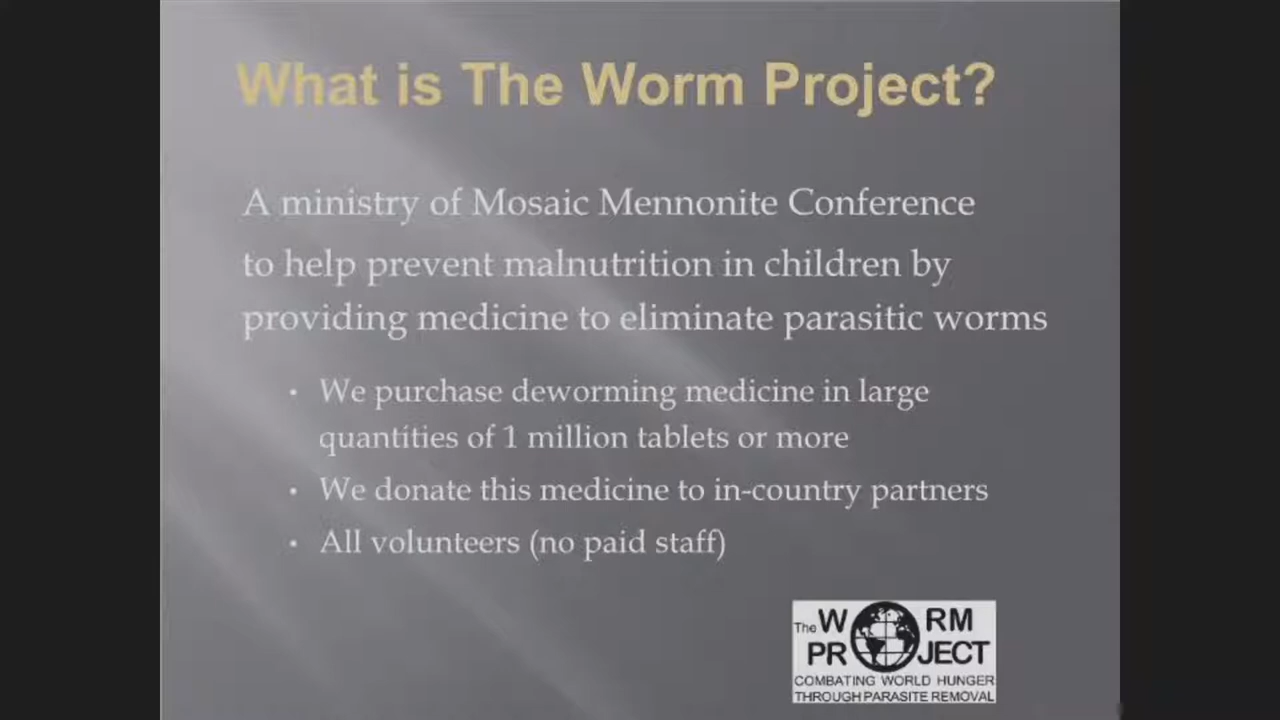 What is The Worm Project?
A ministry of Mosaic Mennonite Conference
to help prevent malnutrition in children by
providing medicine to eliminate parasitic worms
• We purchase deworming medicine in large
quantities of 1 million tablets or more
• We donate this medicine to in-country partners
• All volunteers (no paid staff)
The W RM
PR JECT
COMBATING WORLD HUNGER
THROUGH PARASITE REMOVAL